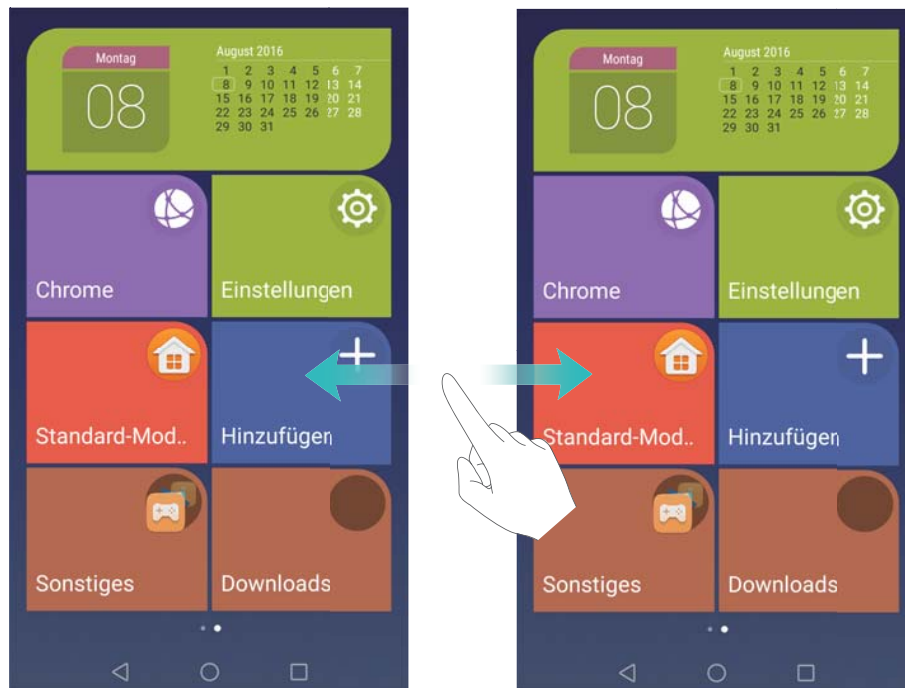 Montag
08
August 2016
1 2 3 4 5 6 7
8 9 10 11 12 13 14
15 16 17 18 19 20 21
22 23 24 25 26 27 28
29 30 31
Chrome
Einstellungen
Standard-Mod..
Hinzufügen
Sonstiges
Downloads
Montag
08
August 2016
1 2 3 4 5 6 7
8 9 10 11 12 13 14
15 16 17 18 19 20 21
22 23 24 25 26 27 28
29 30 31
Chrome
Einstellungen
Standard-Mod..
Hinzufügen
Sonstiges
Downloads